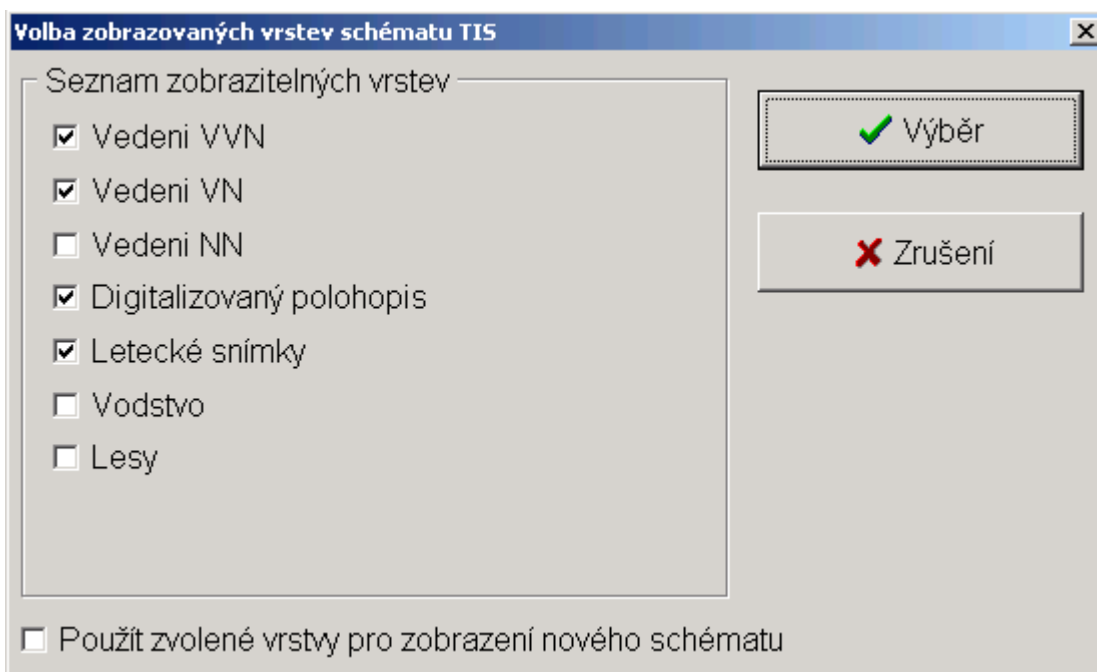 Volba zobrazovaných vrstev schématu TIS
Seznam zobrazitelných vrstev
Vedeni VVN
Vedeni VN
Vedeni NN
Digitalizovaný polohopis
Letecké snímky
Vodstvo
Lesy
Výběr
Zrušení
Použít zvolené vrstvy pro zobrazení nového schématu